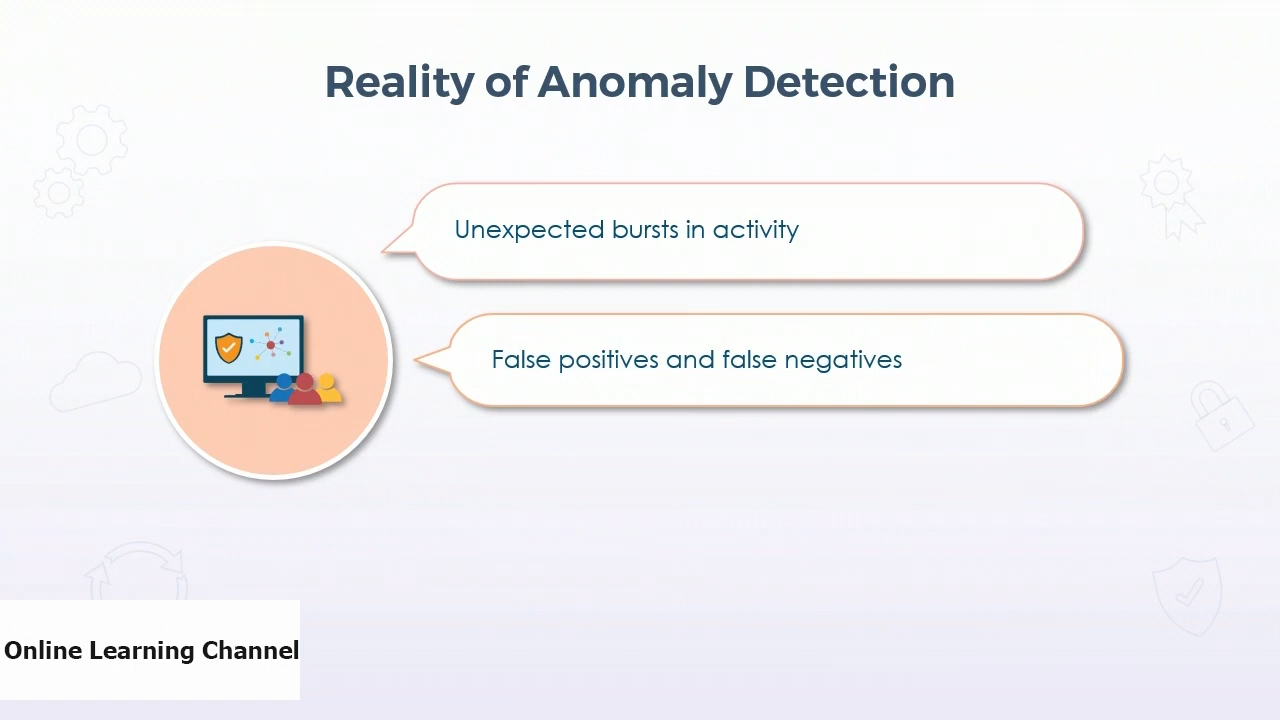 Reality of Anomaly Detection
Unexpected bursts in activity
False positives and false negatives
Online Learning Channel